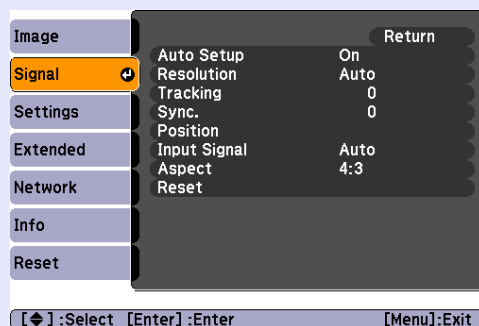 Image
Signal
Settings
Extended
Network
Info
Reset
Return
Auto Setup On
Resolution Auto
Tracking 0
Sync. 0
Position
Input Signal Auto
Aspect 4:3
Reset
[◆] :Select [Enter] :Enter [Menu]:Exit